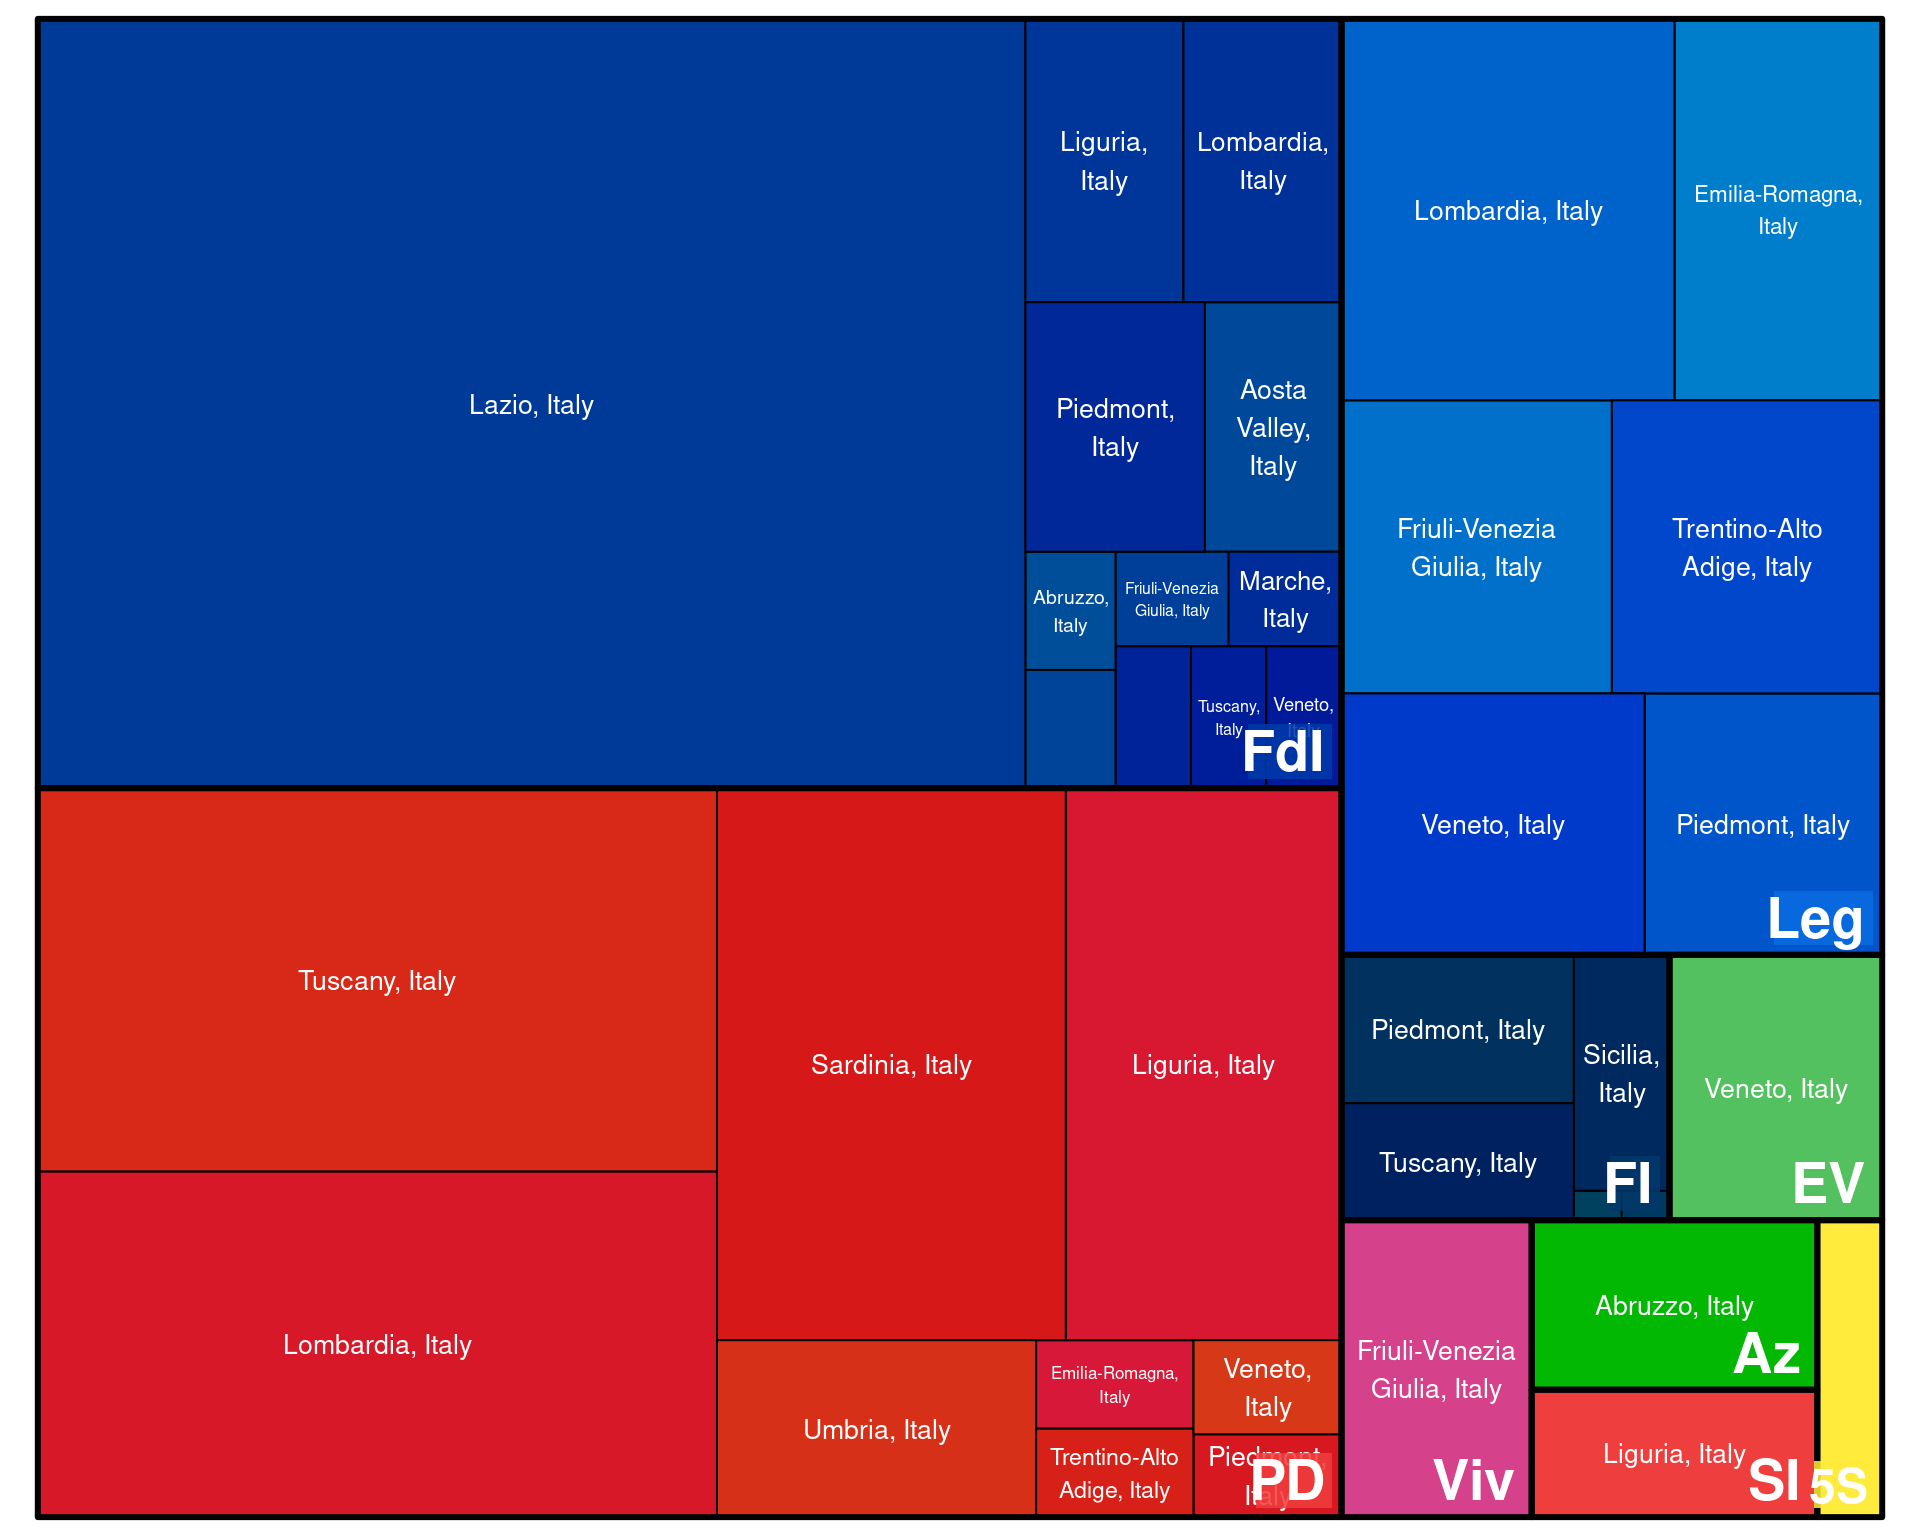 Lazio, Italy
Liguria,
Italy
Lombardia,
Italy
Piedmont,
Italy
Aosta
Valley,
Italy
Abruzzo,
Italy
Friuli-Venezia
Giulia, Italy
Marche,
Italy
Tuscany,
Italy
Veneto,
Italy
FdI
Tuscany, Italy
Lombardia, Italy
Sardinia, Italy
Liguria, Italy
Umbria, Italy
Emilia-Romagna,
Italy
Trentino-Alto
Adige, Italy
Veneto,
Italy
Piedmont,
Italy
PD
Lombardia, Italy
Emilia-Romagna,
Italy
Friuli-Venezia
Giulia, Italy
Trentino-Alto
Adige, Italy
Veneto, Italy
Piedmont, Italy
Leg
Piedmont, Italy
Tuscany, Italy
Sicilia,
Italy
FI
Veneto, Italy
EV
Friuli-Venezia
Giulia, Italy
Viv
Abruzzo, Italy
Az
Liguria, Italy
SI
5S